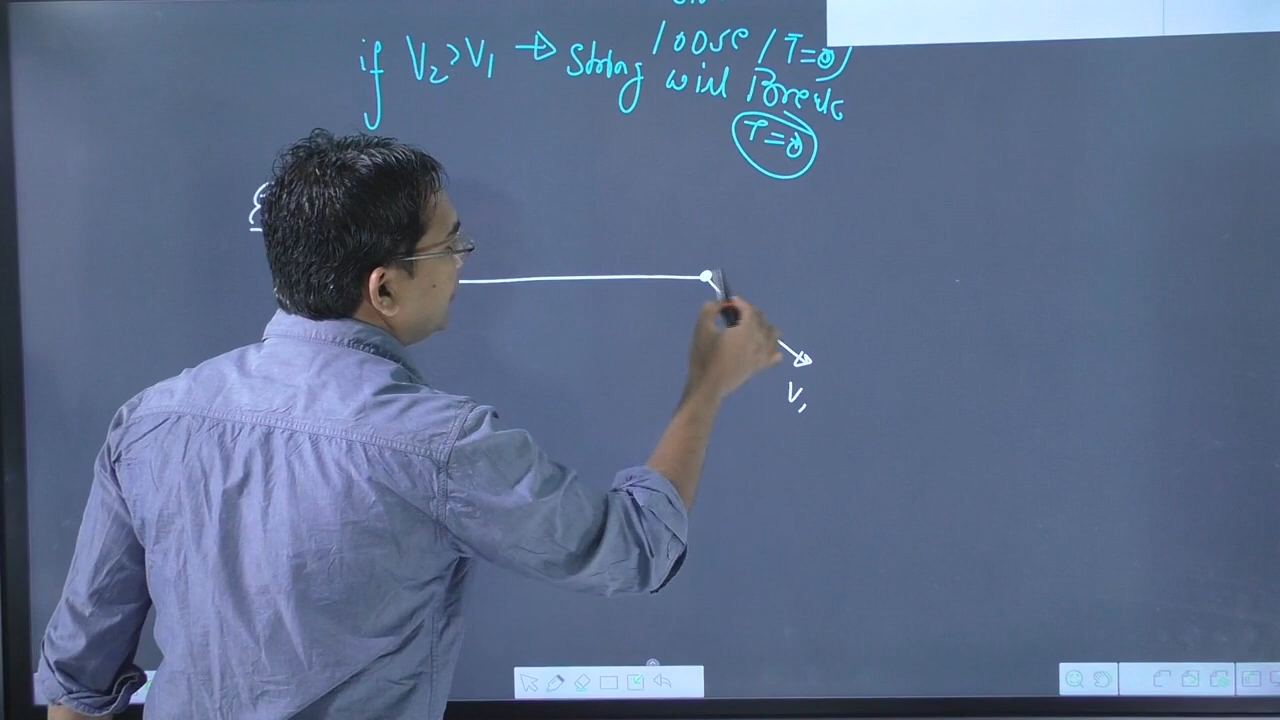 loose / T=0)
if V₂>V₁ → String will Break
T=0
V₁